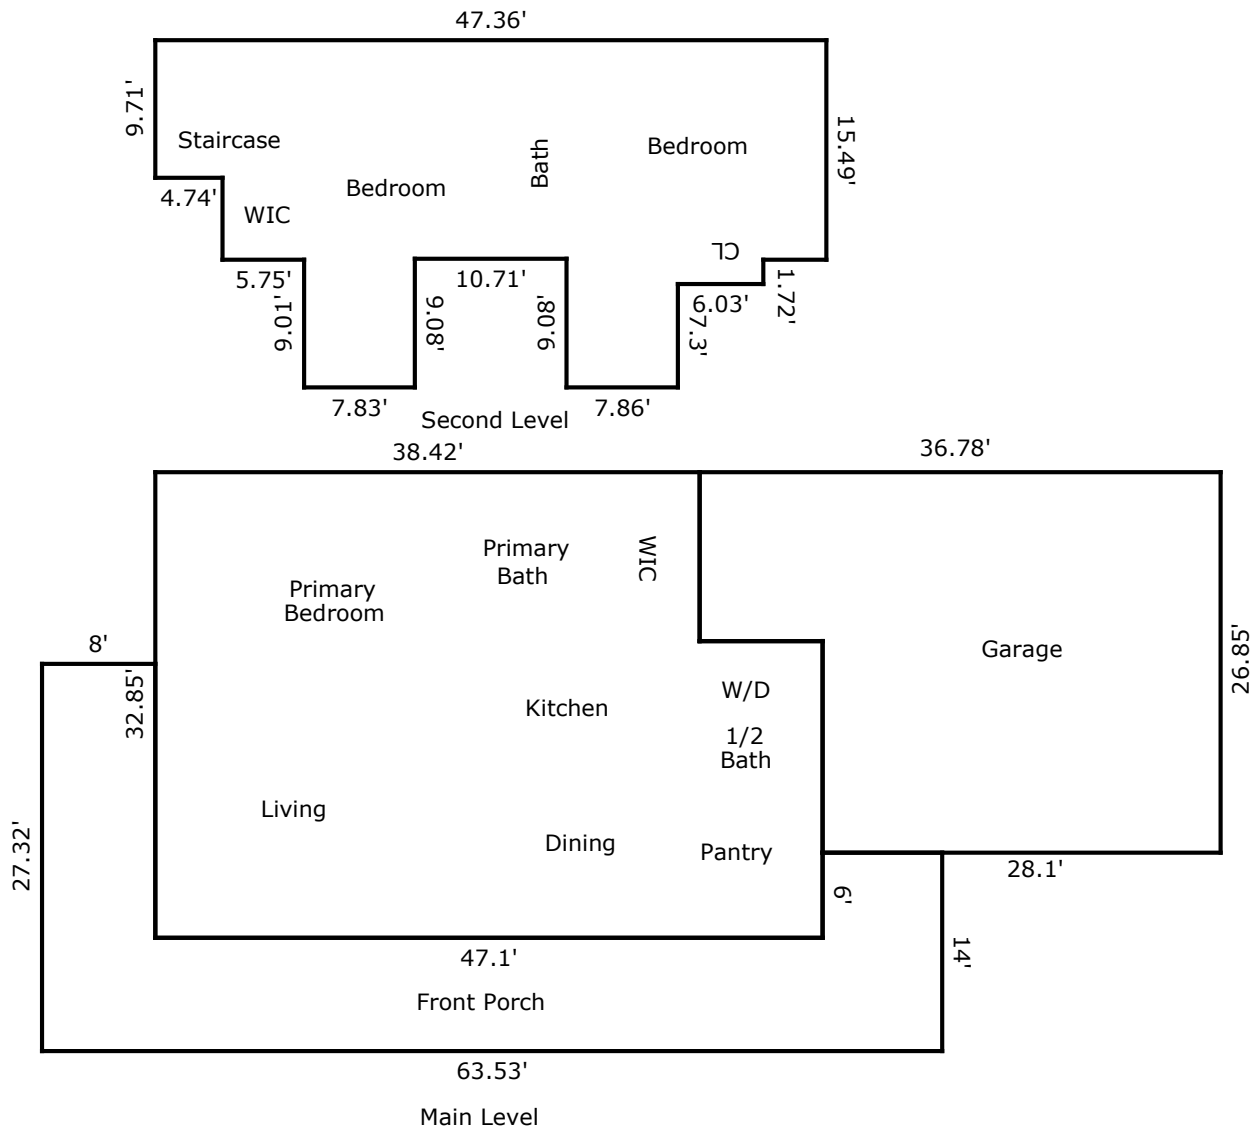 47.36'
9.71'
15.49'
Staircase
Bath
Bedroom
Bedroom
4.74'
WIC
CL
5.75'
10.71'
6.03'
1.72'
9.01'
9.08'
9.08'
7.3'
7.83'
7.86'
Second Level
38.42'
36.78'
Primary
Bath
WIC
Primary
Bedroom
26.85'
Garage
8'
32.85'
W/D
Kitchen
1/2
Bath
Living
27.32'
Dining
Pantry
28.1'
6'
47.1'
14'
Front Porch
63.53'
Main Level